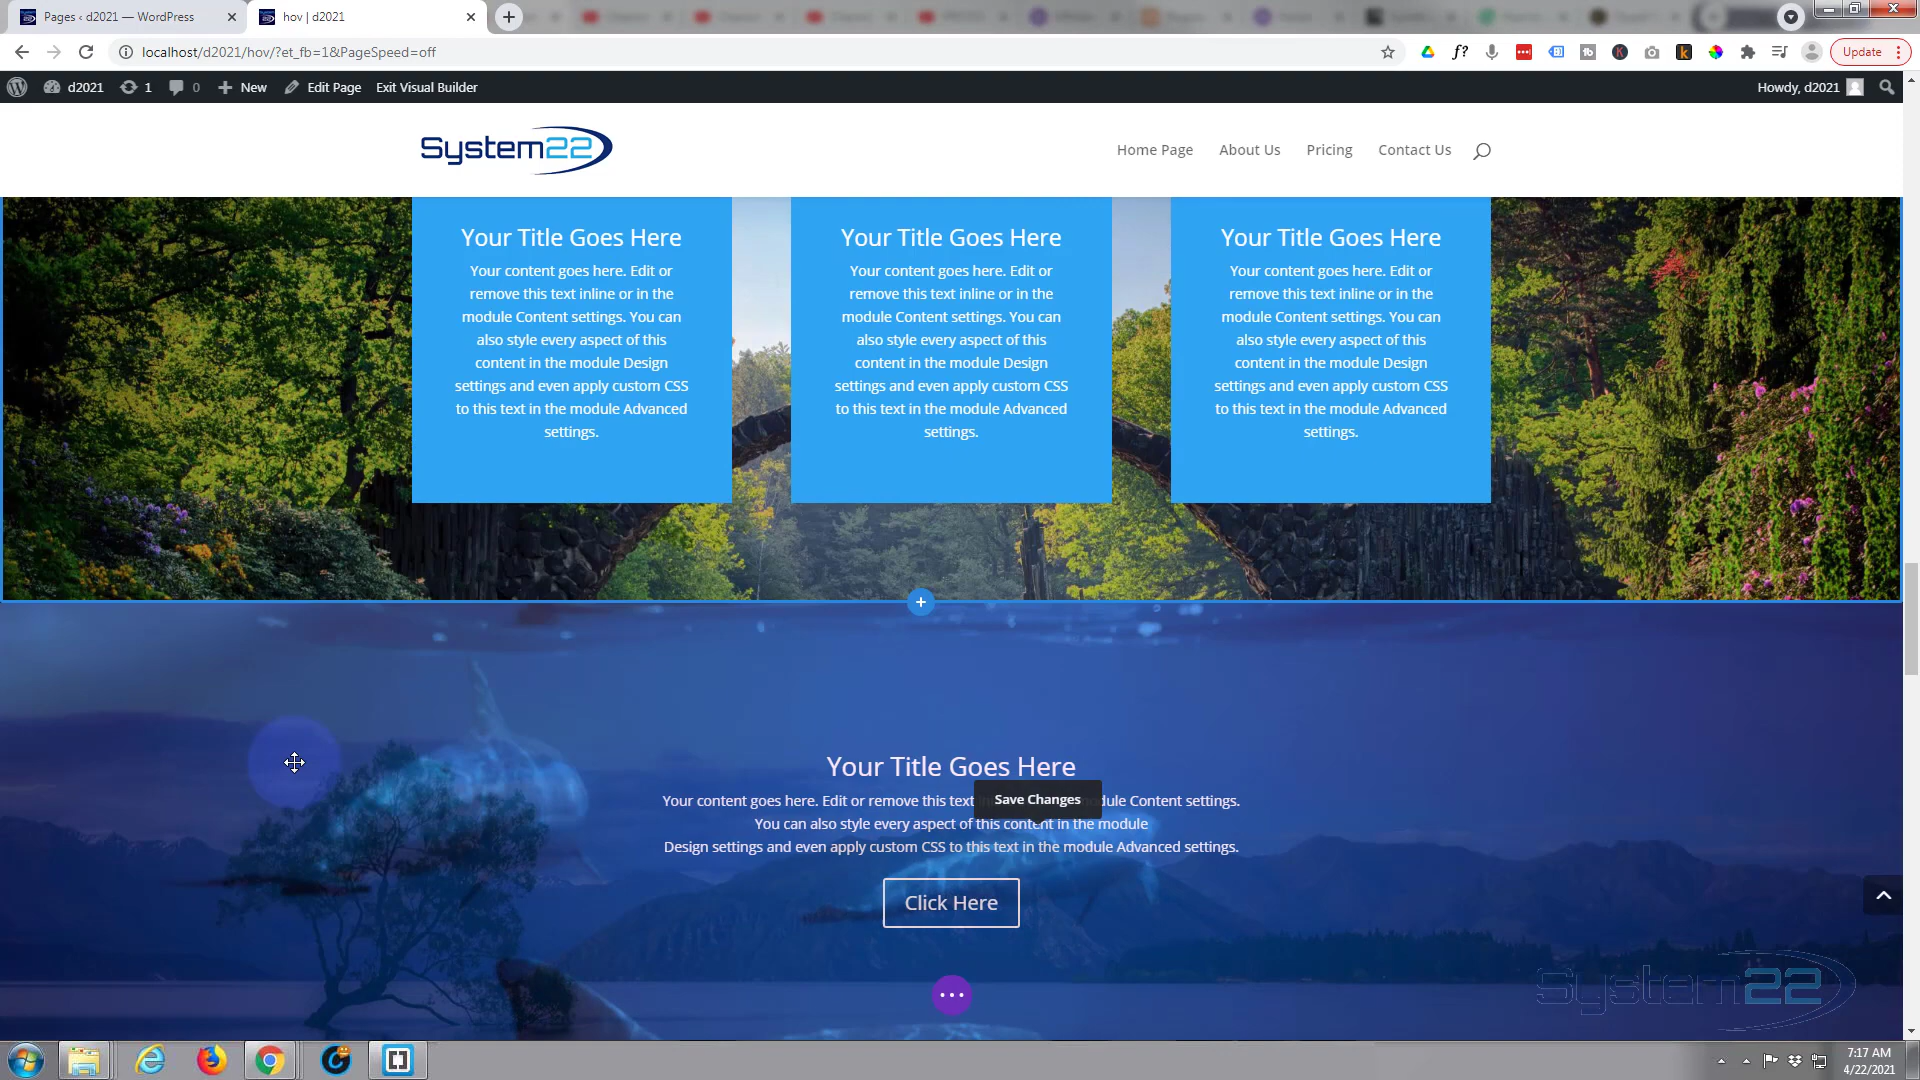 Pages ‹ d2021 — WordPress
hov | d2021
localhost/d2021/hov/?et_fb=1&PageSpeed=off
Update
d2021
1
0
New
Edit Page
Exit Visual Builder
Howdy, d2021
System22
Home Page
About Us
Pricing
Contact Us
Your Title Goes Here
Your content goes here. Edit or
remove this text inline or in the
module Content settings. You can
also style every aspect of this
content in the module Design
settings and even apply custom CSS
to this text in the module Advanced
settings.
Your Title Goes Here
Your content goes here. Edit or
remove this text inline or in the
module Content settings. You can
also style every aspect of this
content in the module Design
settings and even apply custom CSS
to this text in the module Advanced
settings.
Your Title Goes Here
Your content goes here. Edit or
remove this text inline or in the
module Content settings. You can
also style every aspect of this
content in the module Design
settings and even apply custom CSS
to this text in the module Advanced
settings.
Your Title Goes Here
Save Changes
Your content goes here. Edit or remove this text Content settings.
You can also style every aspect of this content in the module
Design settings and even apply custom CSS to this text in the module Advanced settings.
Click Here
System22
7:17 AM
4/22/2021